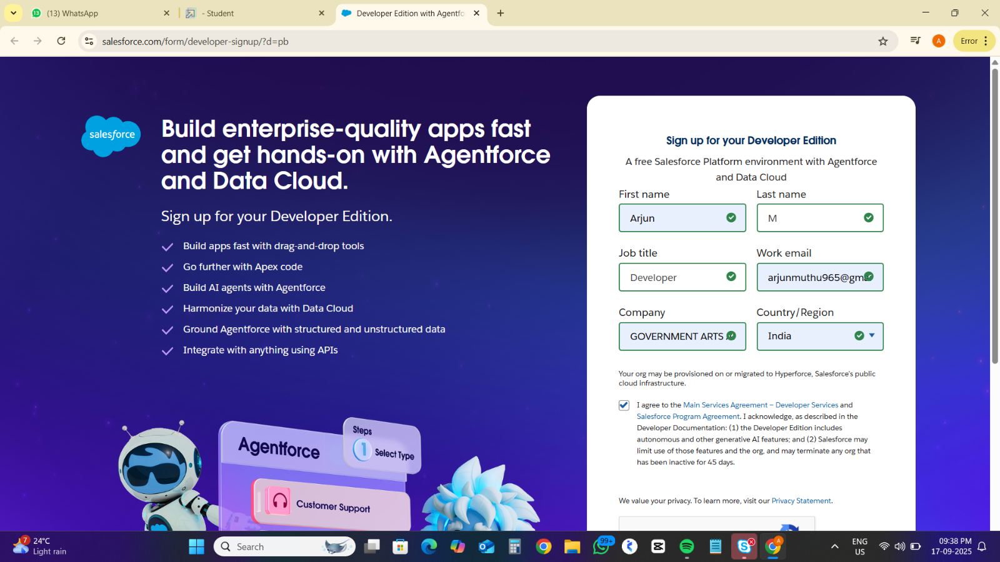 (13) WhatsApp
- Student
Developer Edition with Agentfo
salesforce.com/form/developer-signup/?d=pb
A
Error
salesforce
Build enterprise-quality apps fast
and get hands-on with Agentforce
and Data Cloud.
Sign up for your Developer Edition.
Build apps fast with drag-and-drop tools
Go further with Apex code
Build AI agents with Agentforce
Harmonize your data with Data Cloud
Ground Agentforce with structured and unstructured data
Integrate with anything using APIs
Agentforce
Steps
1 Select Type
Customer Support
Sign up for your Developer Edition
A free Salesforce Platform environment with Agentforce
and Data Cloud
First name Last name
Arjun M
Job title Work email
Developer arjunmuthu965@gma
Company Country/Region
GOVERNMENT ARTS India
Your org may be provisioned on or migrated to Hyperforce, Salesforce's public
cloud infrastructure.
I agree to the Main Services Agreement – Developer Services and
Salesforce Program Agreement. I acknowledge, as described in the
Developer Documentation: (1) the Developer Edition includes
autonomous and other generative AI features; and (2) Salesforce may
limit use of those features and the org, and may terminate any org that
has been inactive for 45 days.
We value your privacy. To learn more, visit our Privacy Statement.
7
24°C
Light rain
Search
99+
ENG
US
09:38 PM
17-09-2025